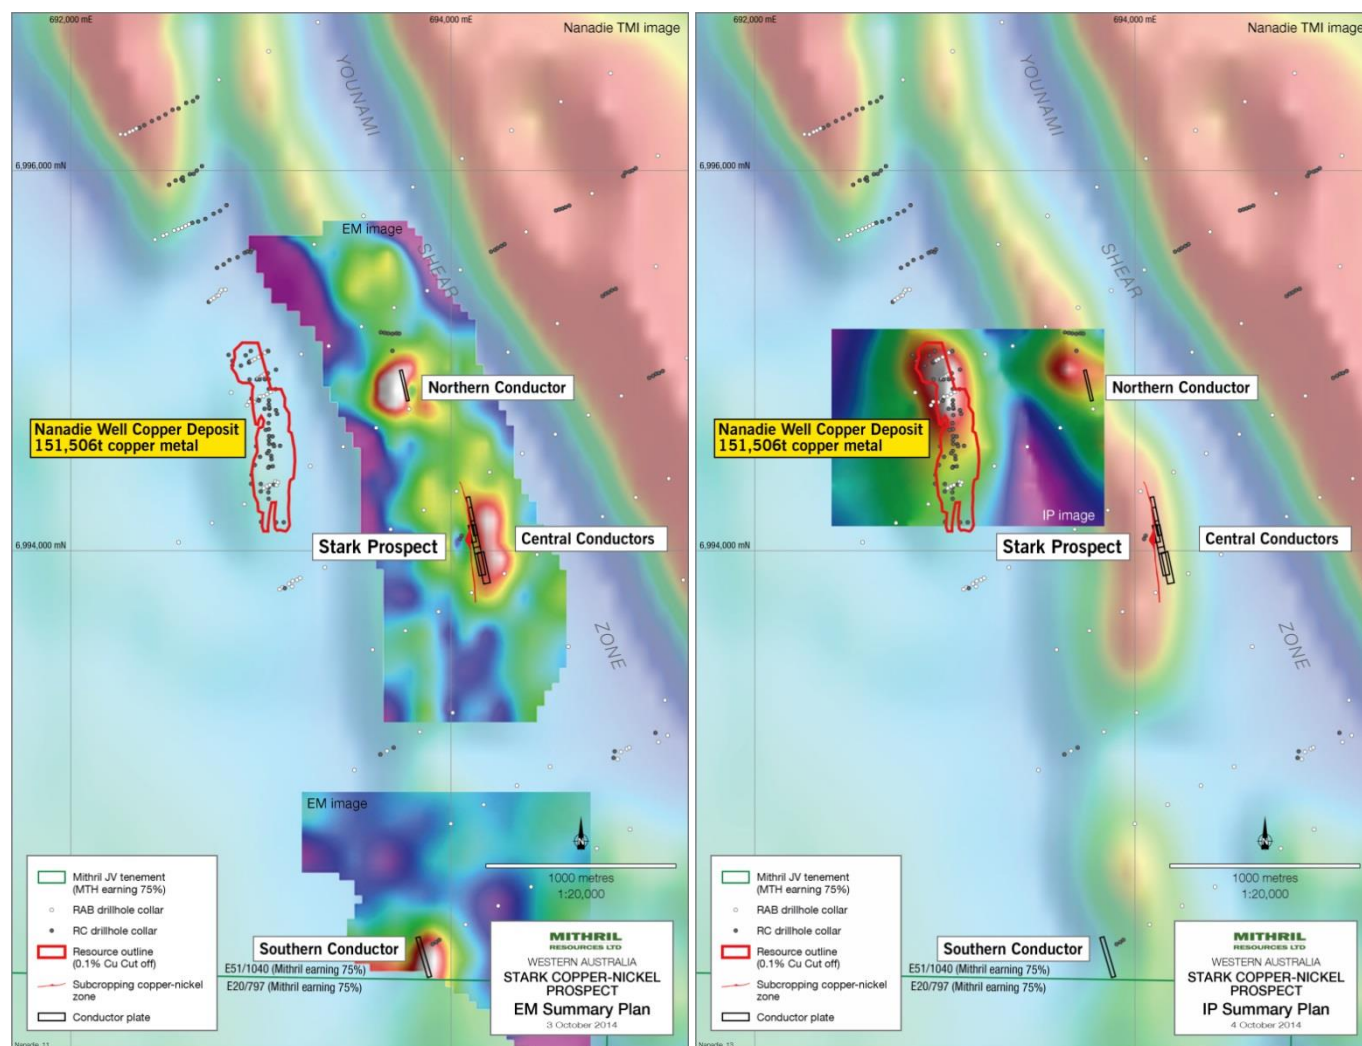 692,000 mE
694,000 mE
Nanadie TMI image
YOUNAMI
6,996,000 mN
EM image
SHEAR
Northern Conductor
Nanadie Well Copper Deposit
151,506t copper metal
Stark Prospect
Central Conductors
6,994,000 mN
ZONE
EM image
1000 metres
1:20,000
Mithril JV tenement
(MTH earning 75%)
RAB drillhole collar
RC drillhole collar
Resource outline
(0.1% Cu Cut off)
Subcropping copper-nickel
zone
Conductor plate
Southern Conductor
E51/1040 (Mithril earning 75%)
E20/797 (Mithril earning 75%)
MITHRIL
RESOURCES LTD
WESTERN AUSTRALIA
STARK COPPER-NICKEL
PROSPECT
EM Summary Plan
3 October 2014
692,000 mE
694,000 mE
Nanadie TMI image
YOUNAMI
6,996,000 mN
SHEAR
Northern Conductor
Nanadie Well Copper Deposit
151,506t copper metal
IP image
Stark Prospect
Central Conductors
6,994,000 mN
ZONE
1000 metres
1:20,000
Mithril JV tenement
(MTH earning 75%)
RAB drillhole collar
RC drillhole collar
Resource outline
(0.1% Cu Cut off)
Subcropping copper-nickel
zone
Conductor plate
Southern Conductor
E51/1040 (Mithril earning 75%)
E20/797 (Mithril earning 75%)
MITHRIL
RESOURCES LTD
WESTERN AUSTRALIA
STARK COPPER-NICKEL
PROSPECT
IP Summary Plan
4 October 2014